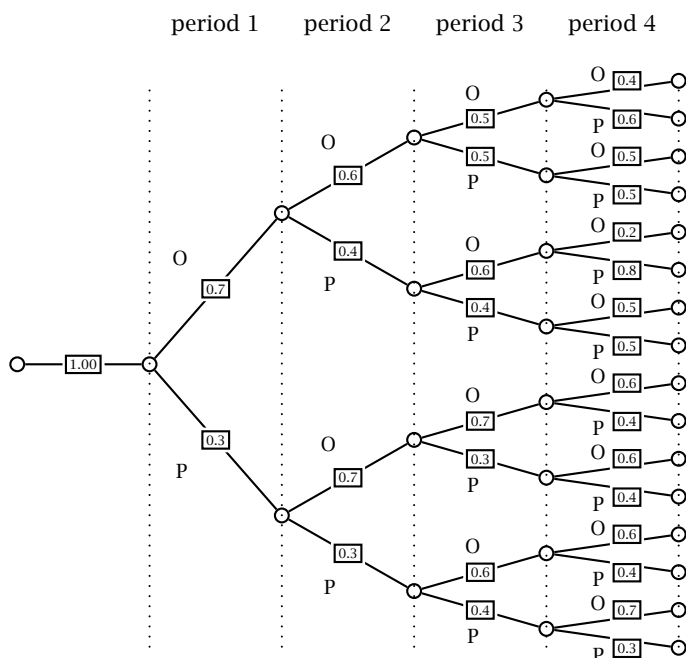 period 1 period 2 period 3 period 4
O 0.4
O
0.5 P 0.6
O 0.5
O 0.5
P
0.6 P 0.5
O 0.2
O
0.4 0.6 P 0.8
O
P 0.4 O 0.5
0.7 P
P 0.5
1.00
O 0.6
O
0.7 P 0.4
0.3 O
O 0.6
P 0.3
0.7 P
P 0.4
O 0.6
O
0.3 0.6 P 0.4
P
0.4 O 0.7
P
P 0.3